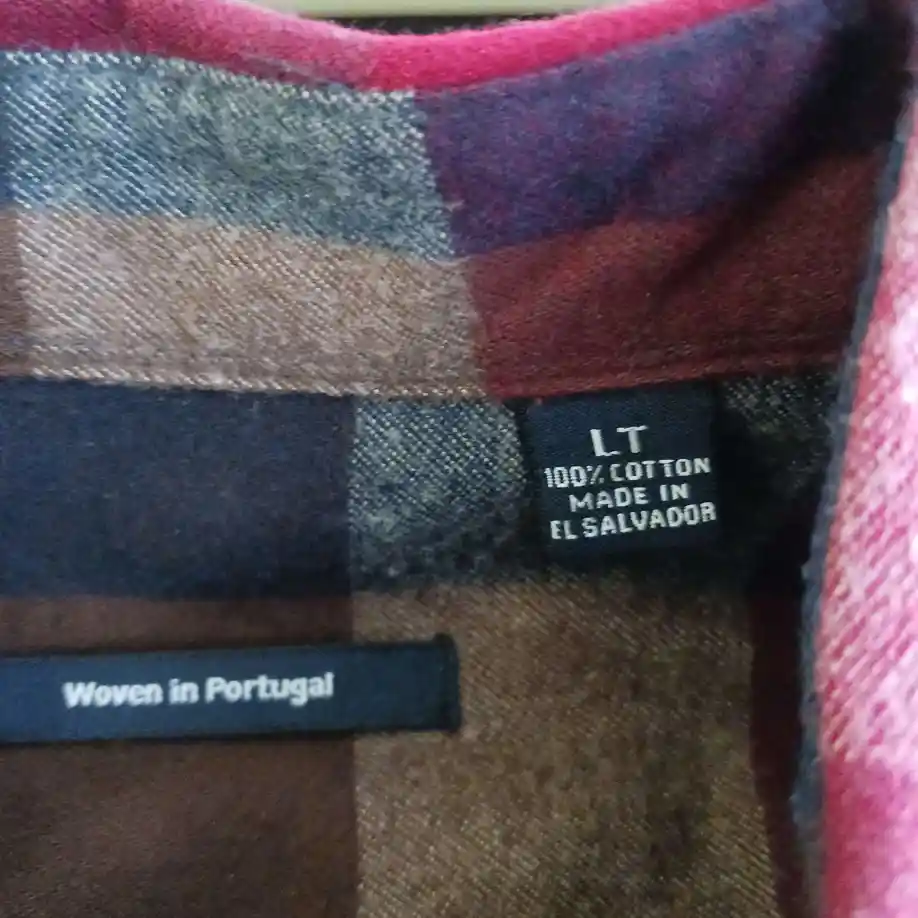 LT
100% COTTON
MADE IN
EL SALVADOR
Woven in Portugal